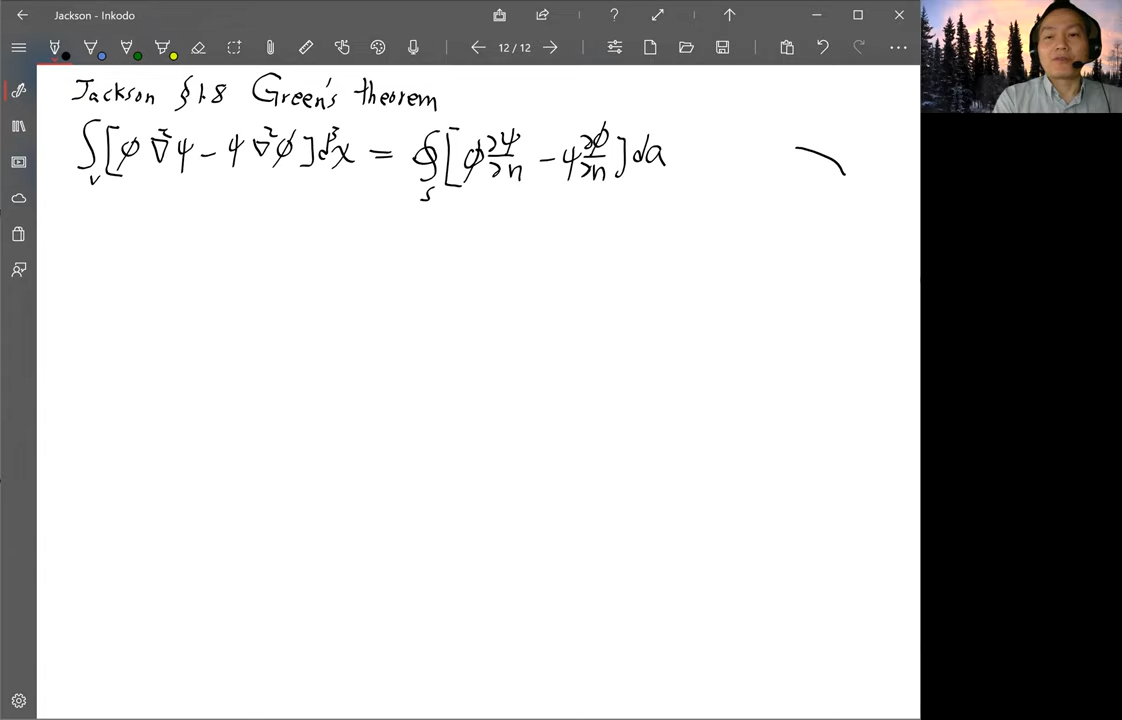 Jackson - Inkodo
12 / 12
Jackson §1.8 Green's theorem
∫_V [φ ∇²ψ − ψ ∇²φ] d³x = ∮_S [φ ∂ψ/∂n − ψ ∂φ/∂n] da